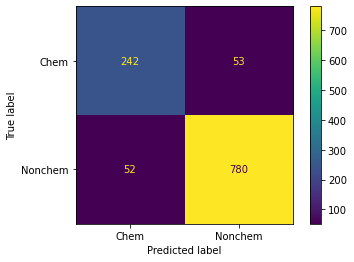 True label
Chem
Nonchem
242
53
52
780
Chem
Nonchem
Predicted label
700
600
500
400
300
200
100